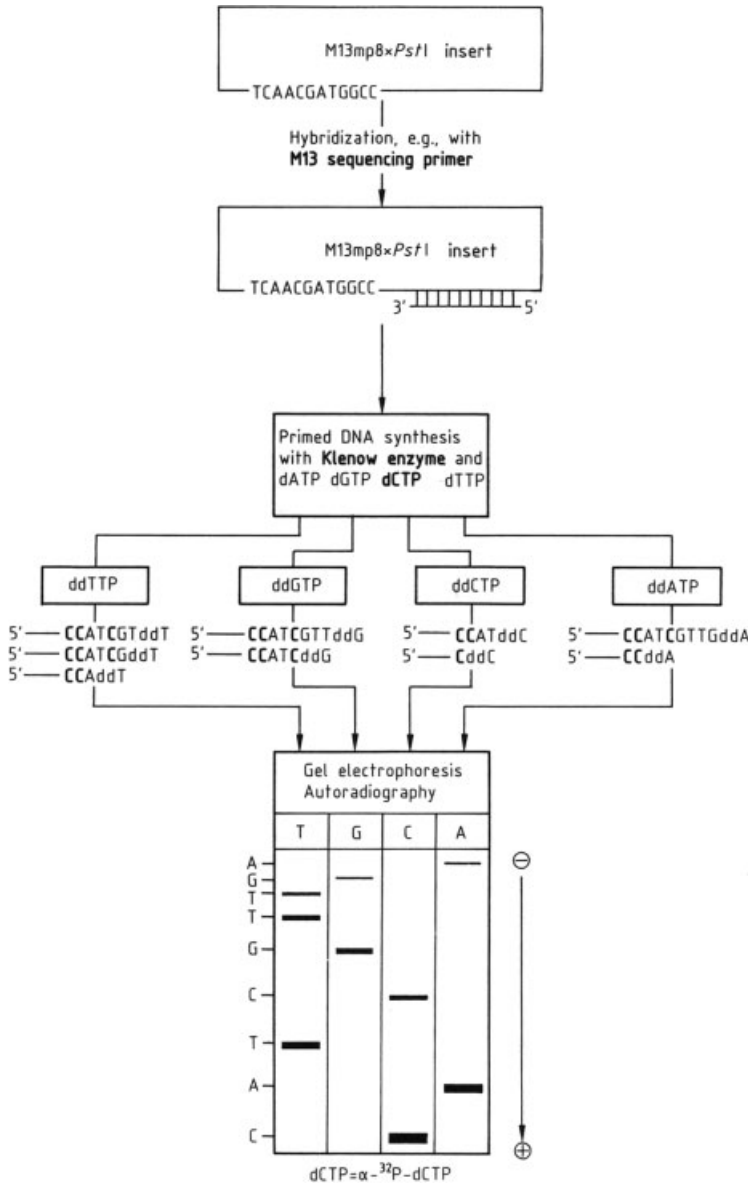 M13mp8×PstI insert
TCAACGATGGCC
Hybridization, e.g., with
M13 sequencing primer
M13mp8×PstI insert
TCAACGATGGCC
3′ 5′
Primed DNA synthesis
with Klenow enzyme and
dATP dGTP dCTP dTTP
ddTTP ddGTP ddCTP ddATP
5′ CCATCGTddT 5′ CCATCGTTddG 5′ CCATddC 5′ CCATCGTTGddA
5′ CCATCGddT 5′ CCATCddG 5′ CddC 5′ CCddA
5′ CCAddT
Gel electrophoresis
Autoradiography
T G C A
A ⊖
G
T
T
G
C
T
A
C ⊕
dCTP=α-³²P-dCTP